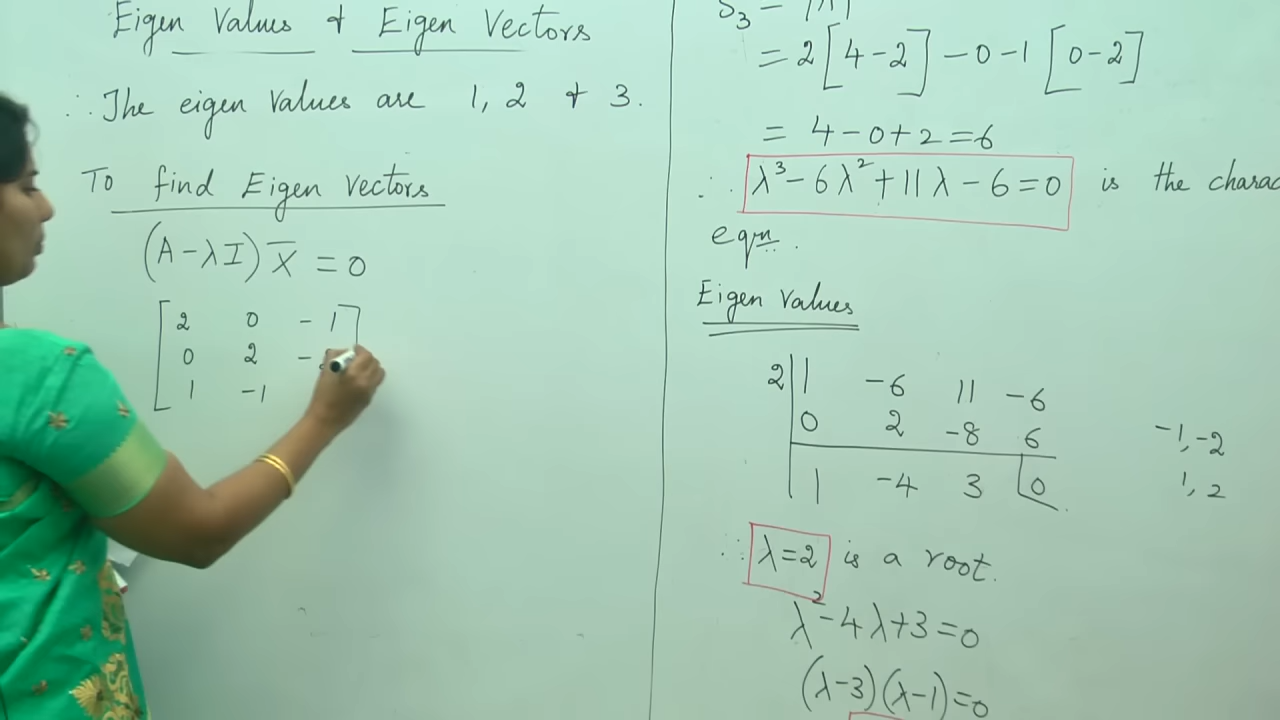 Eigen Values & Eigen Vectors
∴ The eigen values are 1, 2 & 3.
To find Eigen vectors
(A-λI) X̅ = 0
2 0 -1
0 2 -
1 -1
S₃ = |A|
= 2[4-2] -0 -1[0-2]
= 4-0+2=6
∴ λ³-6λ²+11λ-6=0 is the charac
eqn.
Eigen Values
2 | 1 -6 11 -6
0 2 -8 6 -1,-2
1 -4 3 0 1, 2
∴ λ=2 is a root.
λ²-4λ+3=0
(λ-3)(λ-1)=0